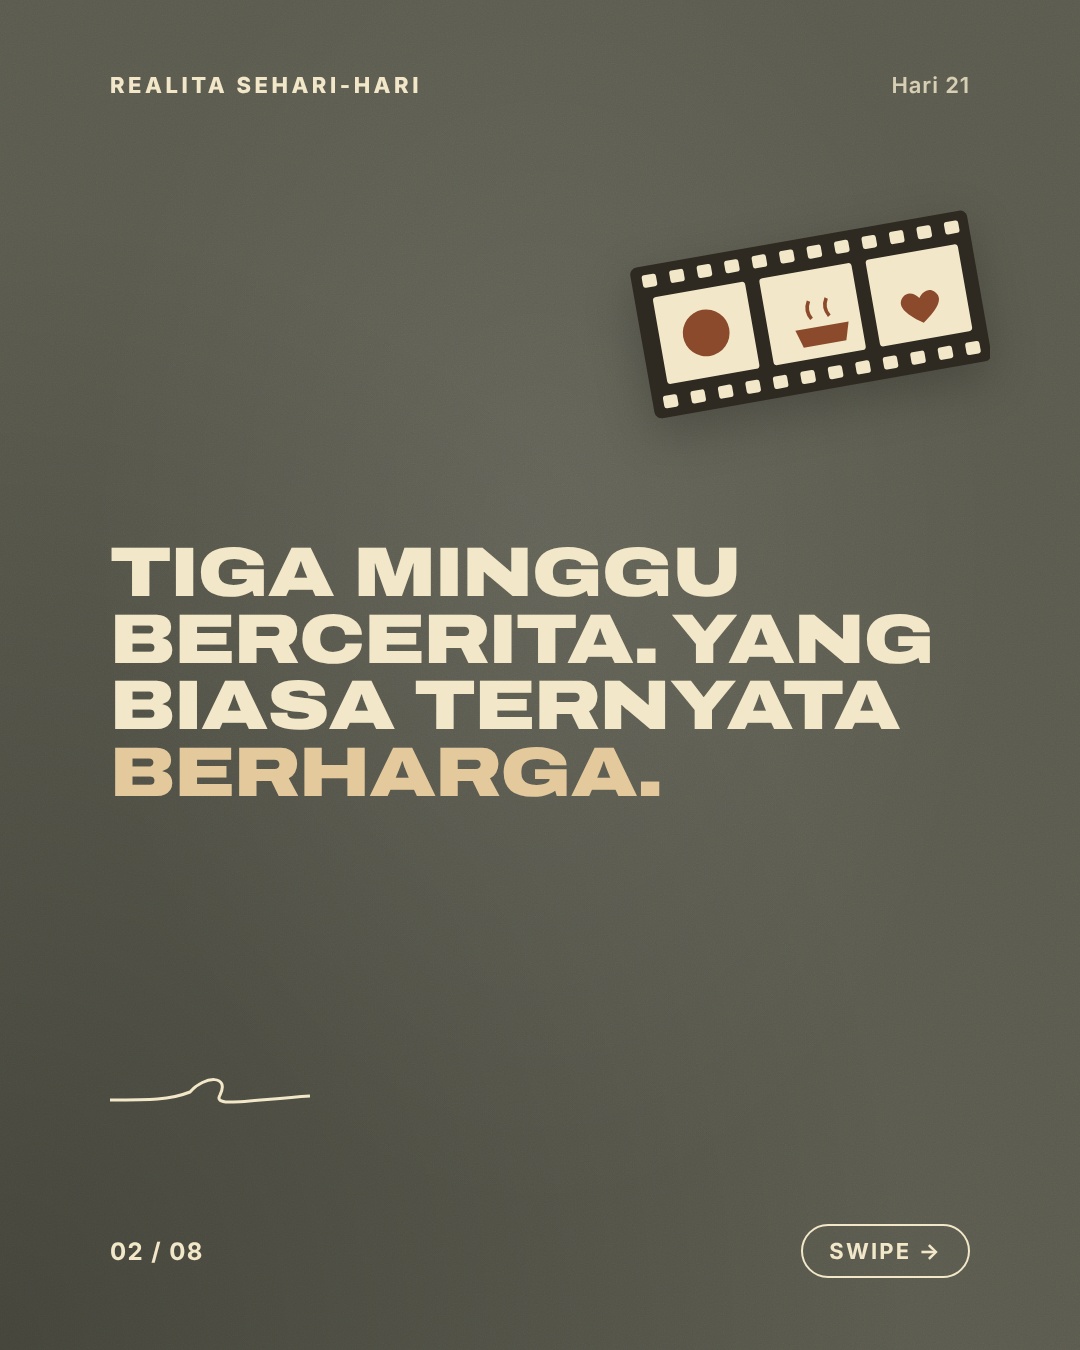 REALITA SEHARI-HARI
Hari 21
TIGA MINGGU
BERCERITA. YANG
BIASA TERNYATA
BERHARGA.
02 / 08
SWIPE →